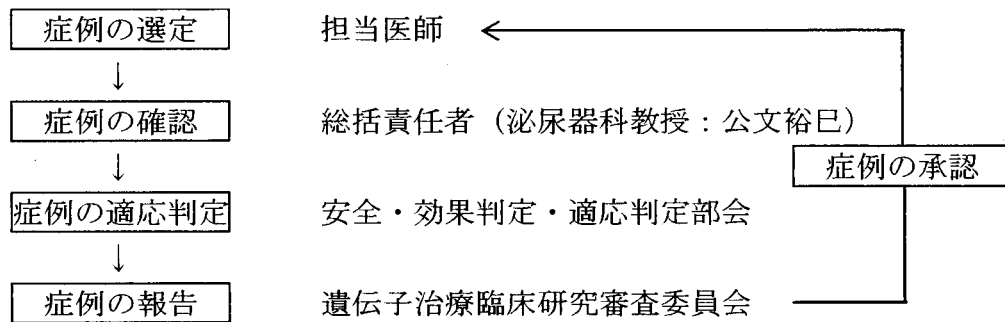 症例の選定 担当医師
↓
症例の確認 総括責任者（泌尿器科教授：公文裕巳）
↓
症例の承認
症例の適応判定 安全・効果判定・適応判定部会
↓
症例の報告 遺伝子治療臨床研究審査委員会